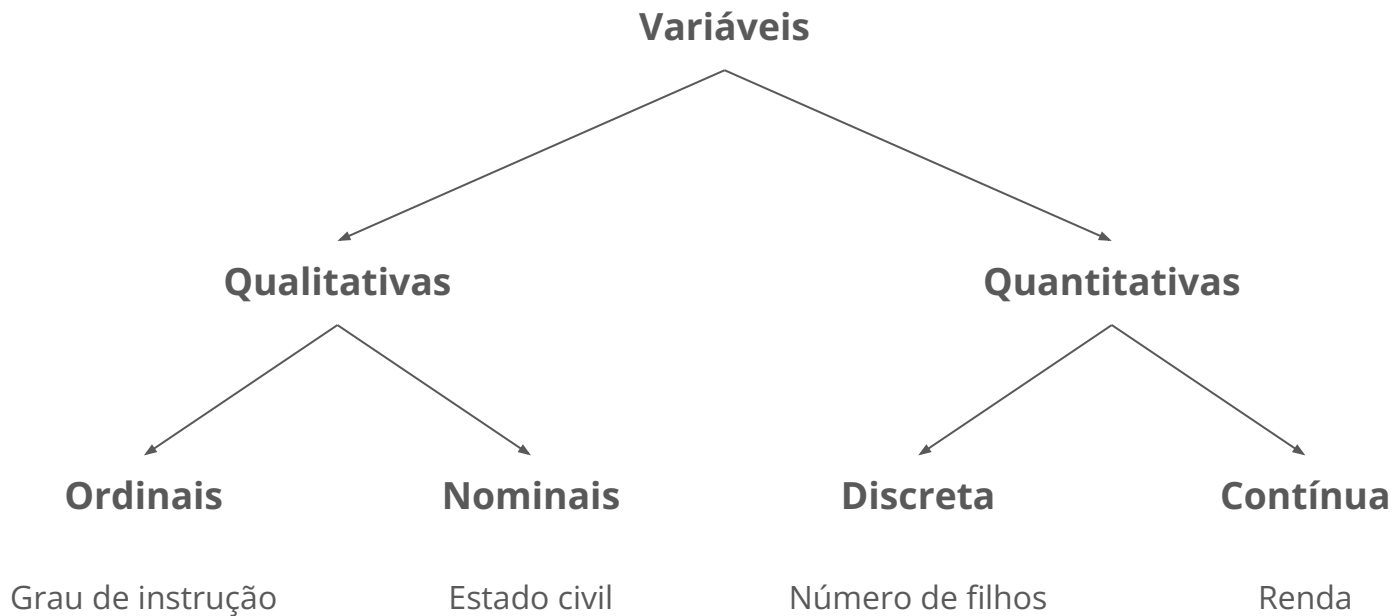 Variáveis
Qualitativas
Quantitativas
Ordinais
Nominais
Discreta
Contínua
Grau de instrução
Estado civil
Número de filhos
Renda